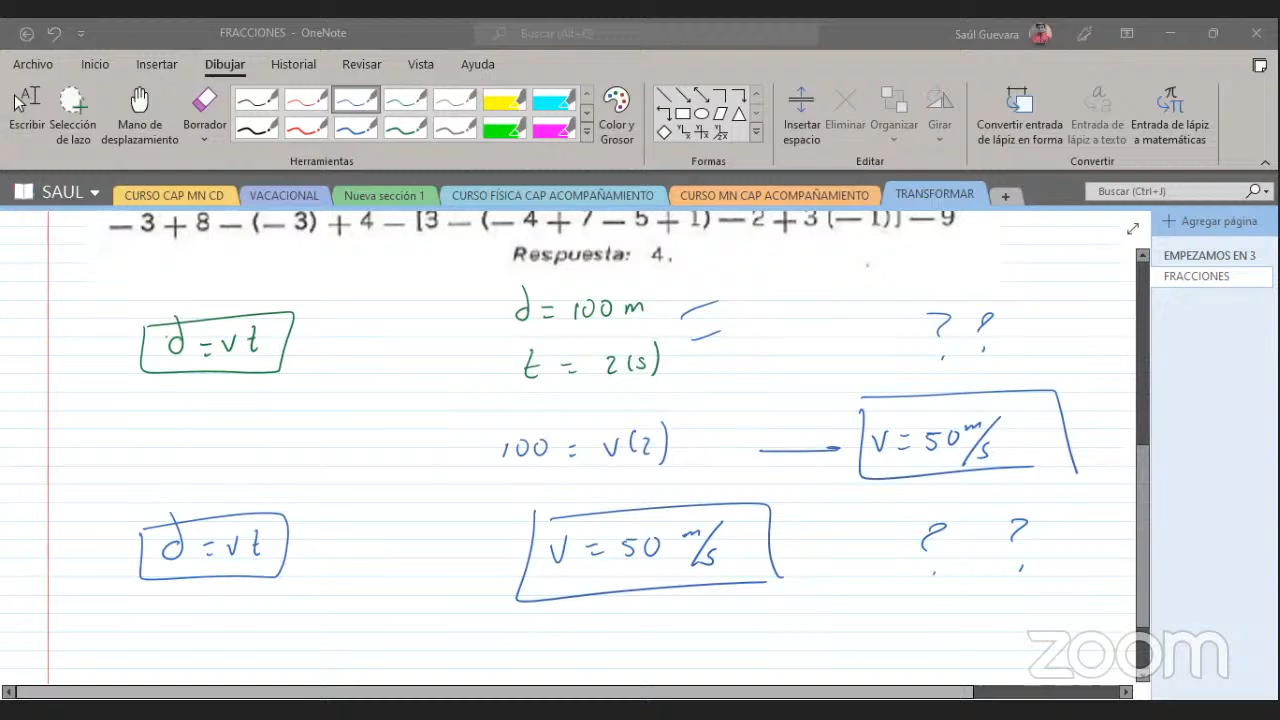 FRACCIONES - OneNote
Buscar (Alt+Q)
Saúl Guevara
Archivo Inicio Insertar Dibujar Historial Revisar Vista Ayuda
Escribir
Selección de lazo
Mano de desplazamiento
Borrador
Color y Grosor
Insertar espacio
Eliminar
Organizar
Girar
Convertir entrada de lápiz en forma
Entrada de lápiz a texto
Entrada de lápiz a matemáticas
Herramientas Formas Editar Convertir
SAUL
CURSO CAP MN CD VACACIONAL Nueva sección 1 CURSO FÍSICA CAP ACOMPAÑAMIENTO CURSO MN CAP ACOMPAÑAMIENTO TRANSFORMAR +
Buscar (Ctrl+J)
Agregar página
EMPEZAMOS EN 3
FRACCIONES
− 3 + 8 − (− 3) + 4 − [3 − (− 4 + 7 − 5 + 1) − 2 + 3 (− 1)] − 9
Respuesta: 4.
d = vt
d = 100 m
t = 2 (s)
? ?
100 = v(2)
v = 50 m/s
d = vt
v = 50 m/s
? ?
zoom